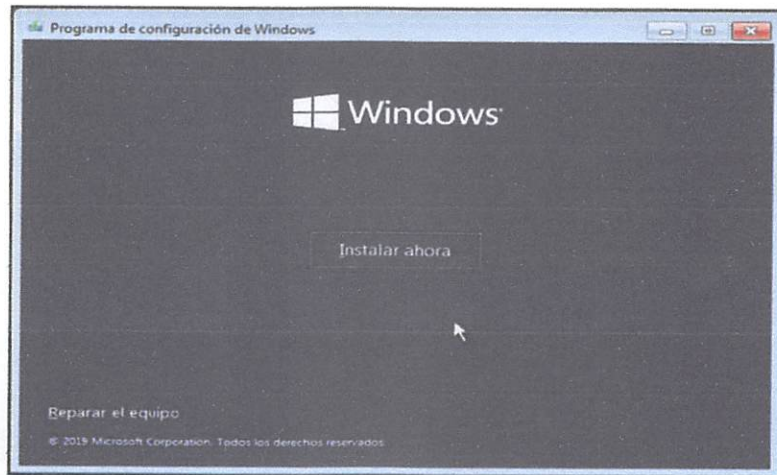 Programa de configuración de Windows
Windows
Instalar ahora
Reparar el equipo
© 2019 Microsoft Corporation. Todos los derechos reservados.